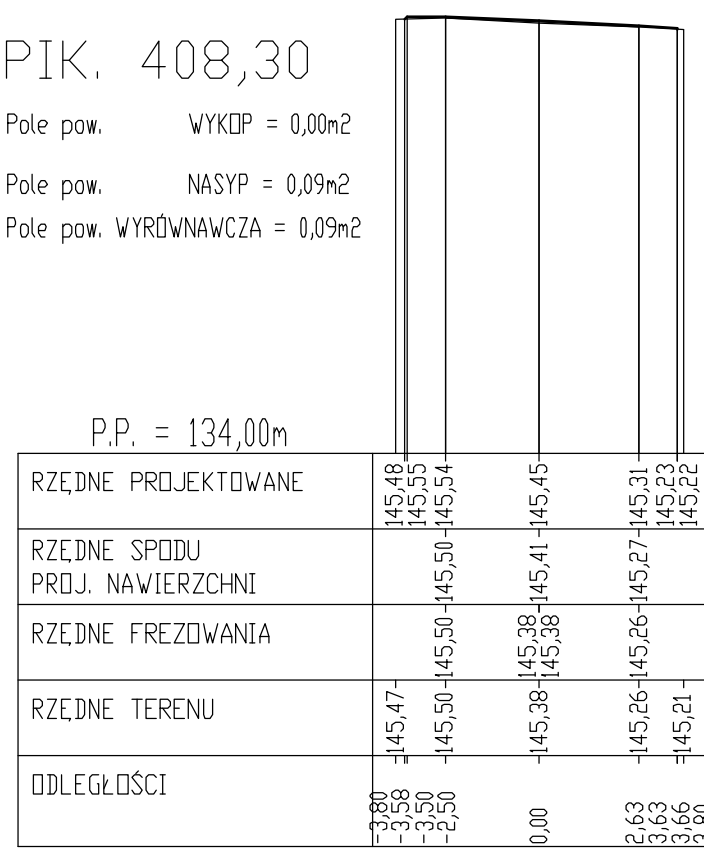 PIK. 408,30
Pole pow. WYKOP = 0,00m2
Pole pow. NASYP = 0,09m2
Pole pow. WYRÓWNAWCZA = 0,09m2
P.P. = 134,00m
RZĘDNE PROJEKTOWANE 145,48 145,55 145,54 145,45 145,31 145,23 145,22
RZĘDNE SPODU
PROJ. NAWIERZCHNI 145,50 145,41 145,27
RZĘDNE FREZOWANIA 145,50 145,38 145,38 145,26
RZĘDNE TERENU 145,47 145,50 145,38 145,26 145,21
ODLEGŁOŚCI -3,80 -3,58 -3,50 -2,50 0,00 2,63 3,63 3,66 3,80